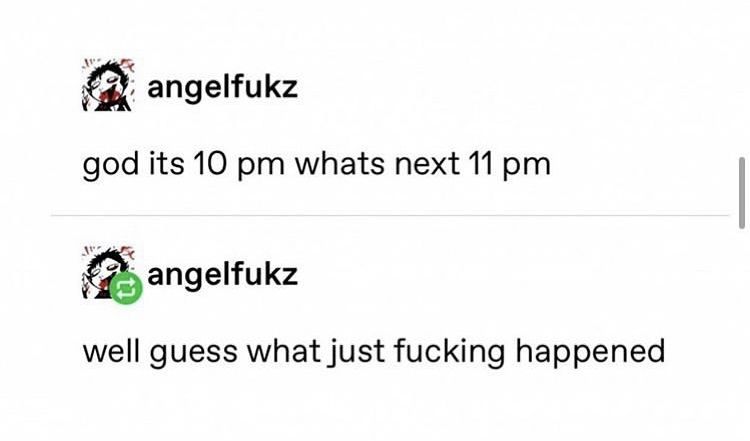 angelfukz
god its 10 pm whats next 11 pm
angelfukz
well guess what just fucking happened